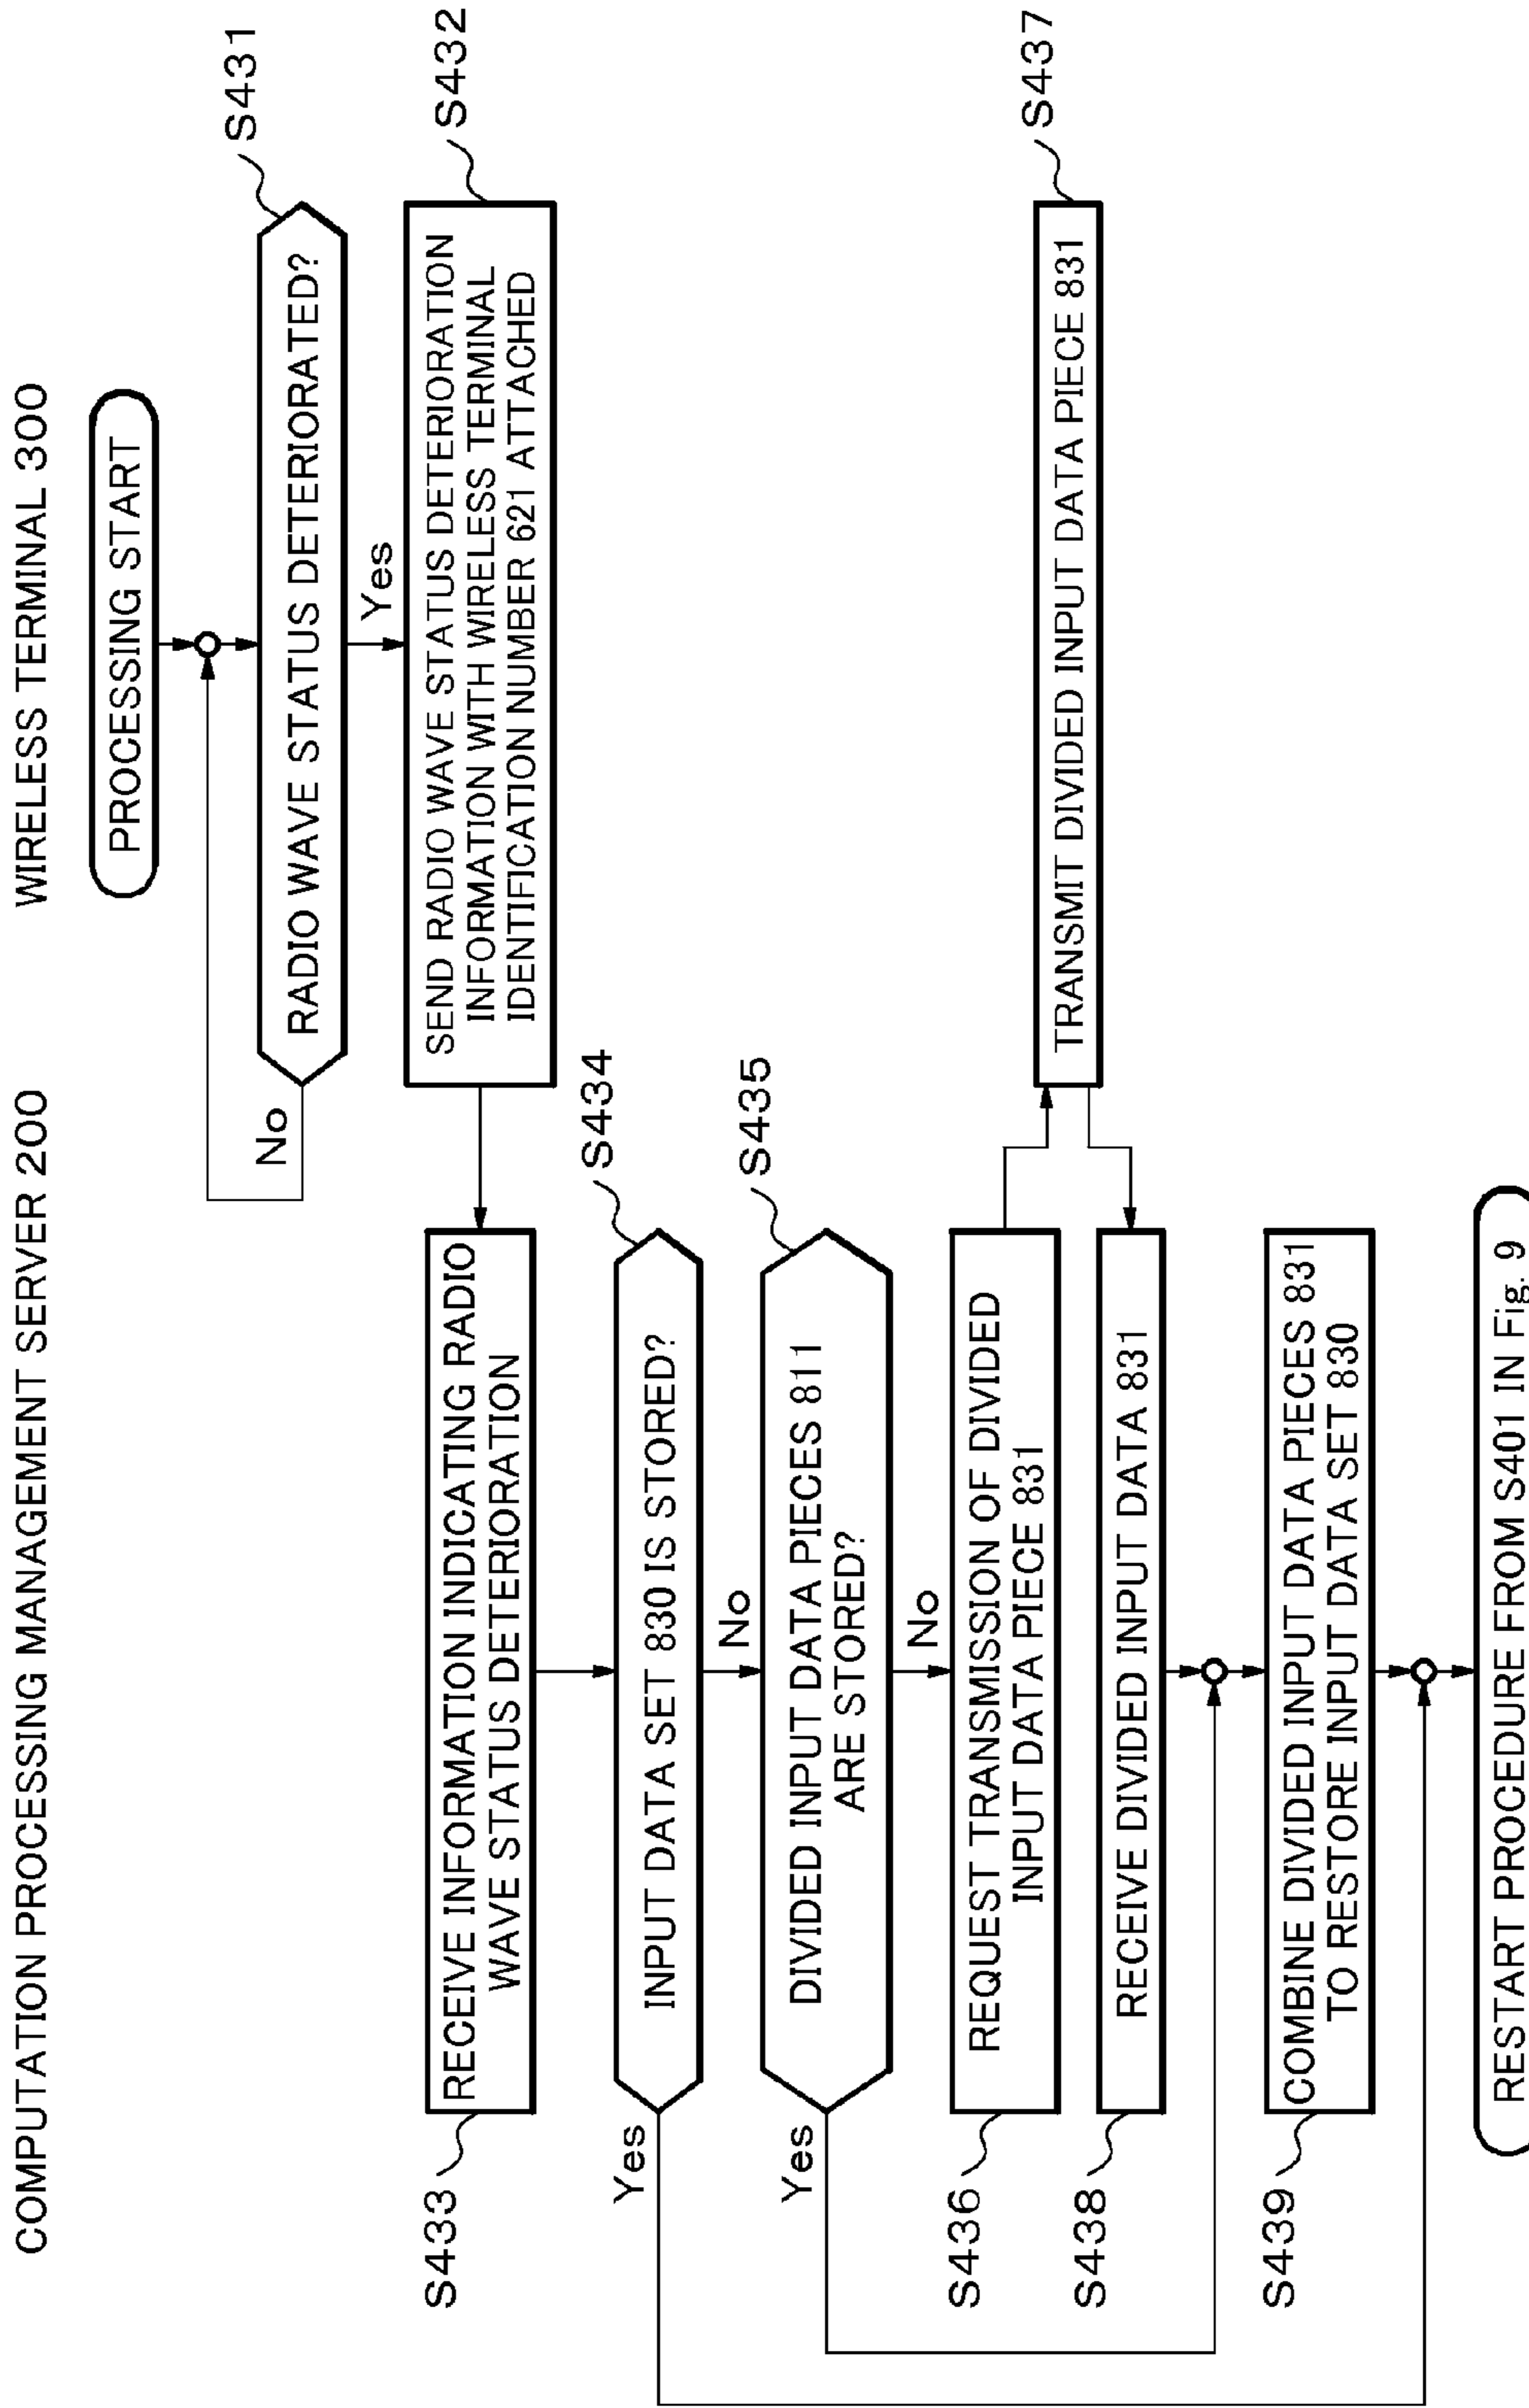 COMPUTATION PROCESSING MANAGEMENT SERVER 200
WIRELESS TERMINAL 300
PROCESSING START
RADIO WAVE STATUS DETERIORATED?
S431
No
Yes
SEND RADIO WAVE STATUS DETERIORATION
INFORMATION WITH WIRELESS TERMINAL
IDENTIFICATION NUMBER 621 ATTACHED
S432
S433
RECEIVE INFORMATION INDICATING RADIO
WAVE STATUS DETERIORATION
S434
INPUT DATA SET 830 IS STORED?
Yes
No
S435
DIVIDED INPUT DATA PIECES 811
ARE STORED?
Yes
No
S436
REQUEST TRANSMISSION OF DIVIDED
INPUT DATA PIECE 831
TRANSMIT DIVIDED INPUT DATA PIECE 831
S437
S438
RECEIVE DIVIDED INPUT DATA 831
S439
COMBINE DIVIDED INPUT DATA PIECES 831
TO RESTORE INPUT DATA SET 830
RESTART PROCEDURE FROM S401 IN Fig. 9